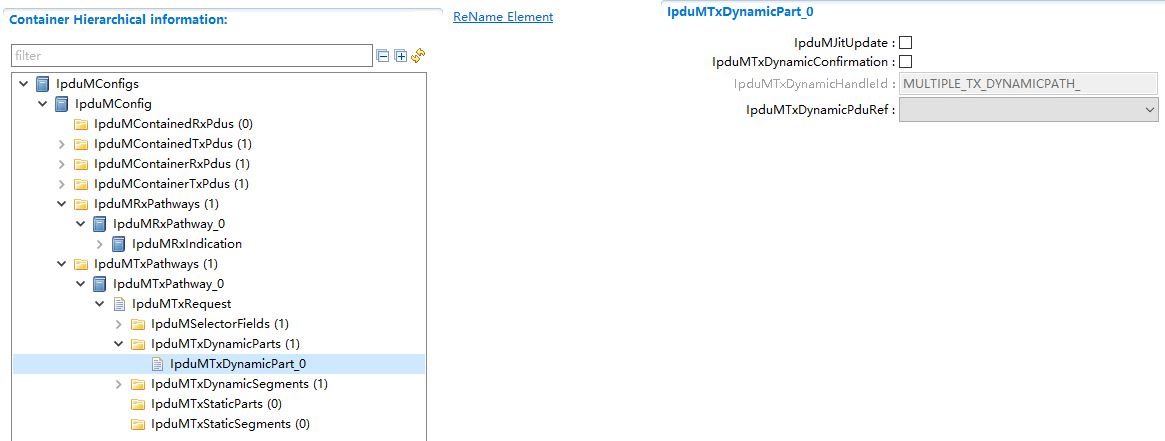 Container Hierarchical information:
filter
IpduMConfigs
IpduMConfig
IpduMContainedRxPdus (0)
IpduMContainedTxPdus (1)
IpduMContainerRxPdus (1)
IpduMContainerTxPdus (1)
IpduMRxPathways (1)
IpduMRxPathway_0
IpduMRxIndication
IpduMTxPathways (1)
IpduMTxPathway_0
IpduMTxRequest
IpduMSelectorFields (1)
IpduMTxDynamicParts (1)
IpduMTxDynamicPart_0
IpduMTxDynamicSegments (1)
IpduMTxStaticParts (0)
IpduMTxStaticSegments (0)
ReName Element
IpduMTxDynamicPart_0
IpduMJitUpdate :
IpduMTxDynamicConfirmation :
IpduMTxDynamicHandleId : MULTIPLE_TX_DYNAMICPATH_
IpduMTxDynamicPduRef :